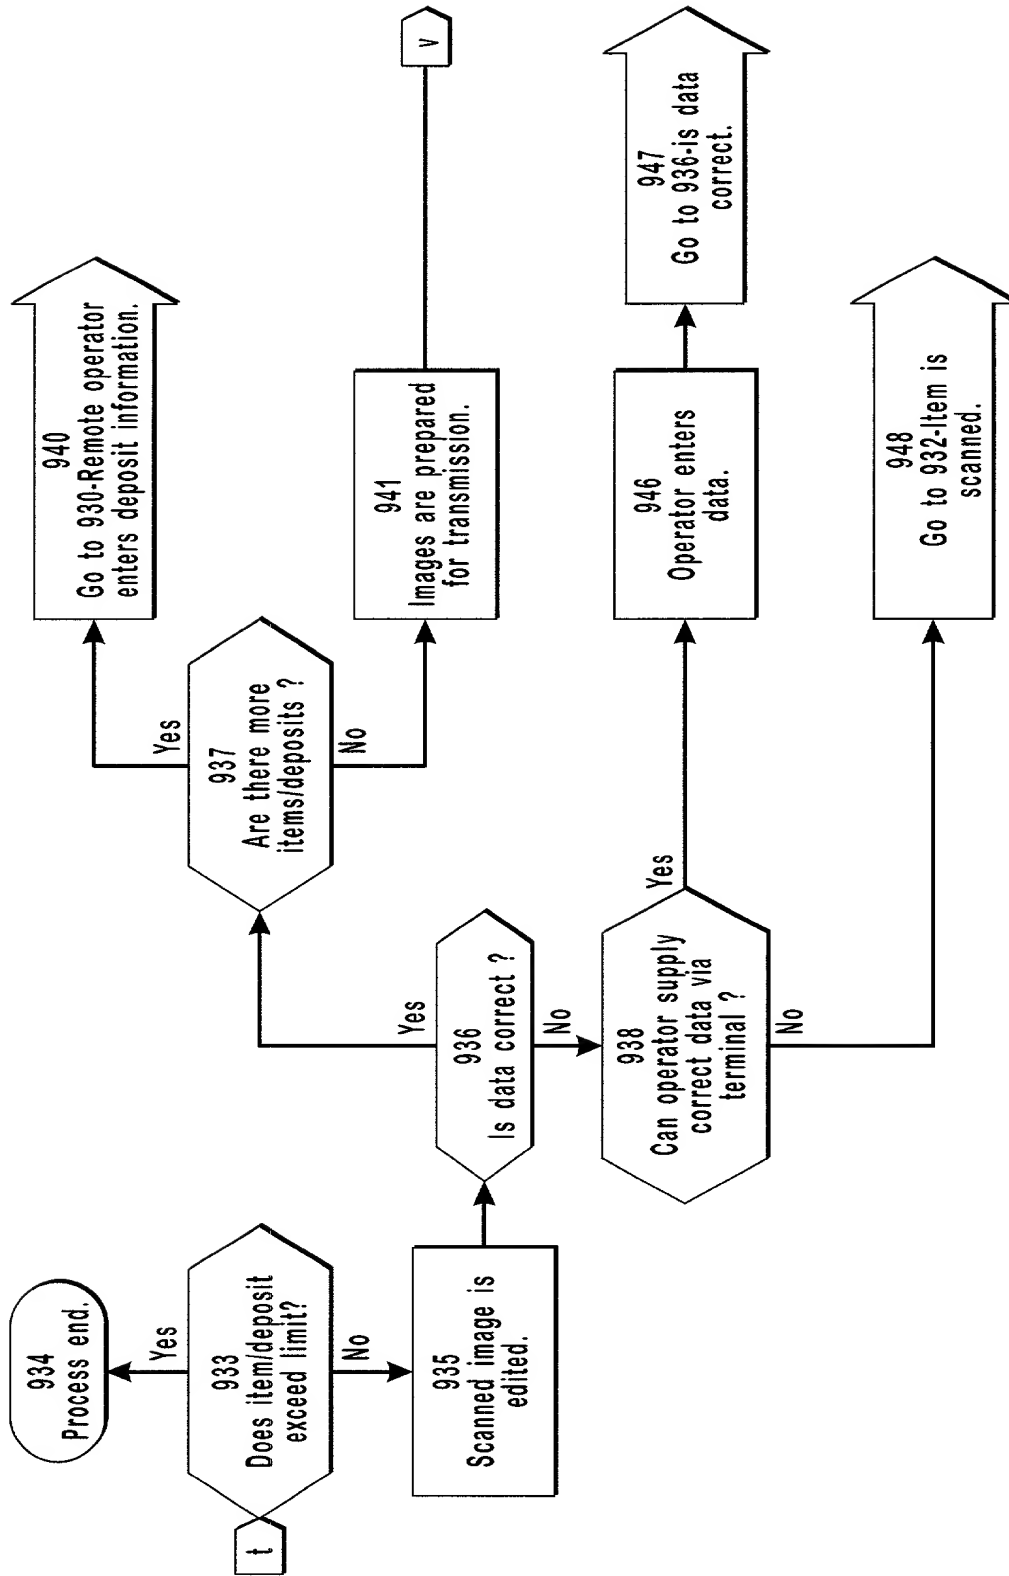 t
933
Does item/deposit
exceed limit?
Yes
934
Process end.
No
935
Scanned image is
edited.
936
Is data correct ?
Yes
937
Are there more
items/deposits ?
Yes
940
Go to 930-Remote operator
enters deposit information.
No
941
Images are prepared
for transmission.
v
No
938
Can operator supply
correct data via
terminal ?
Yes
946
Operator enters
data.
947
Go to 936-is data
correct.
No
948
Go to 932-Item is
scanned.